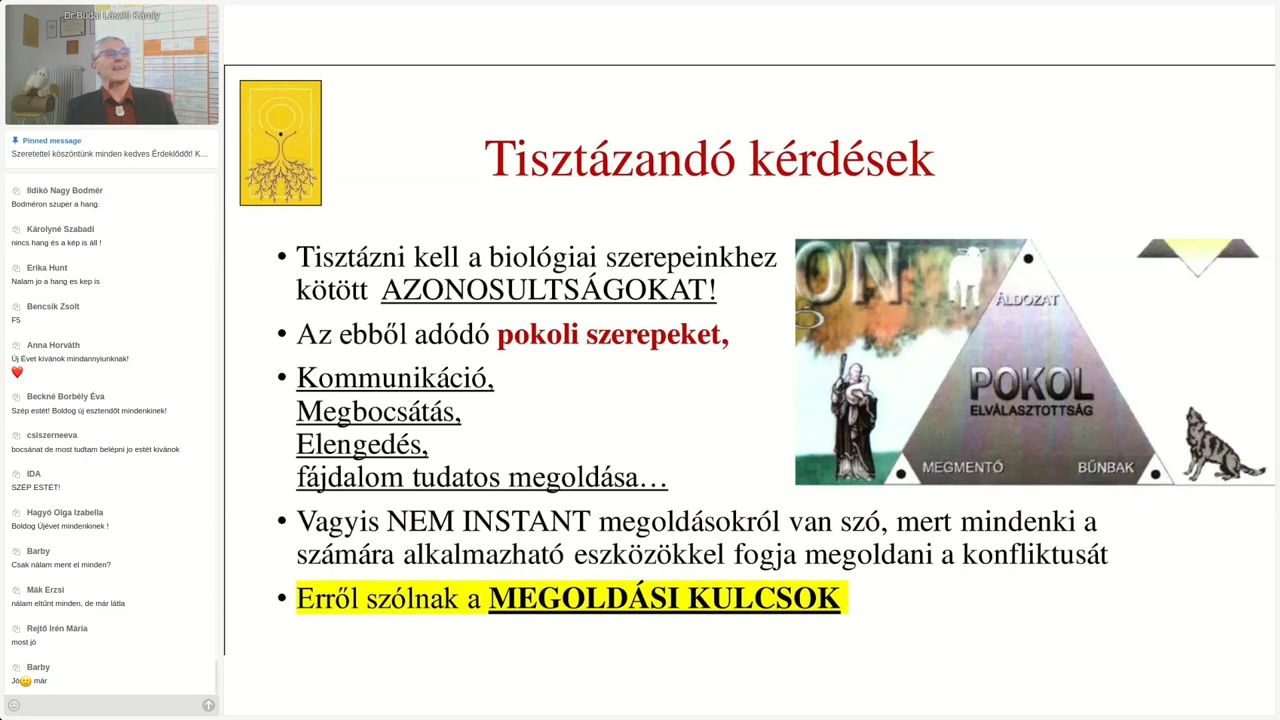 Dr Budai László Károly
Pinned message
Szeretettel köszöntünk minden kedves Érdeklődőt! K...
Ildikó Nagy Bodmér
Bodméron szuper a hang.
Károlyné Szabadi
nincs hang és a kép is áll !
Erika Hunt
Nalam jo a hang es kep is
Bencsik Zsolt
F5
Anna Horváth
Új Évet kívánok mindannyiunknak!
❤️
Beckné Borbély Éva
Szép estét! Boldog új esztendőt mindenkinek!
csiszerneeva
bocsánat de most tudtam belépni jo estét kivánok
IDA
SZÉP ESTÉT!
Hagyó Olga Izabella
Boldog Újévet mindenkinek !
Barby
Csak nálam ment el minden?
Mák Erzsi
nálam eltűnt minden, de már látla
Rejtő Irén Mária
most jó
Barby
Jó🙂 már
Tisztázandó kérdések
• Tisztázni kell a biológiai szerepeinkhez
kötött AZONOSULTSÁGOKAT!
• Az ebből adódó pokoli szerepeket,
• Kommunikáció,
Megbocsátás,
Elengedés,
fájdalom tudatos megoldása…
• Vagyis NEM INSTANT megoldásokról van szó, mert mindenki a
számára alkalmazható eszközökkel fogja megoldani a konfliktusát
• Erről szólnak a MEGOLDÁSI KULCSOK
ON
ÁLDOZAT
POKOL
ELVÁLASZTOTTSÁG
MEGMENTŐ
BŰNBAK